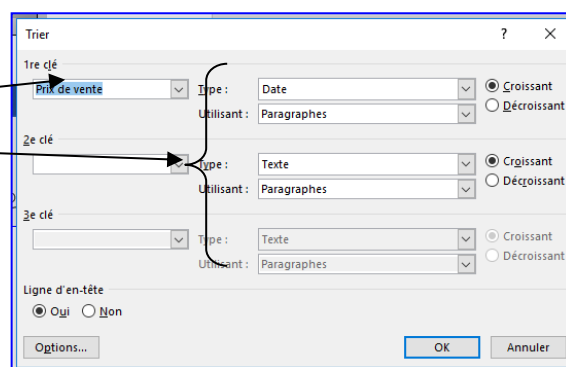 Trier ? X
1re clé
Prix de vente Type : Date Croissant
Utilisant : Paragraphes Décroissant
2e clé
Type : Texte Croissant
Utilisant : Paragraphes Décroissant
3e clé
Type : Texte Croissant
Utilisant : Paragraphes Décroissant
Ligne d'en-tête
Oui Non
Options... OK Annuler